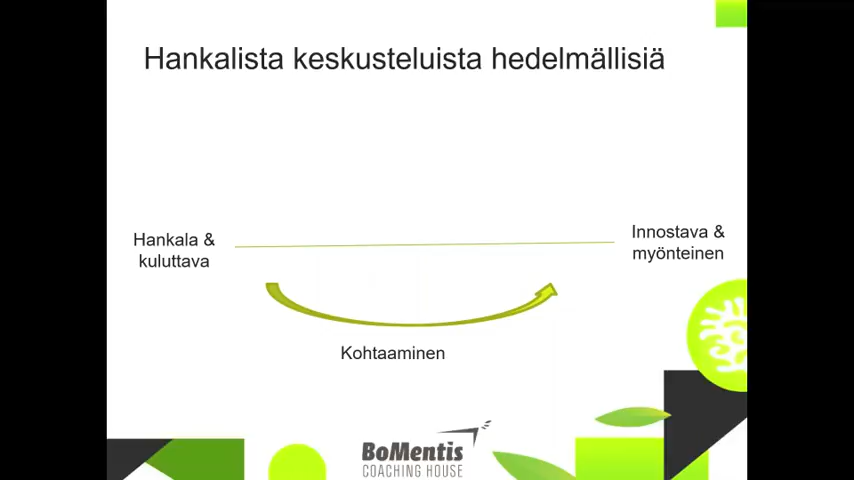 Hankalista keskusteluista hedelmällisiä
Hankala &
kuluttava
Innostava &
myönteinen
Kohtaaminen
BoMentis
COACHING HOUSE